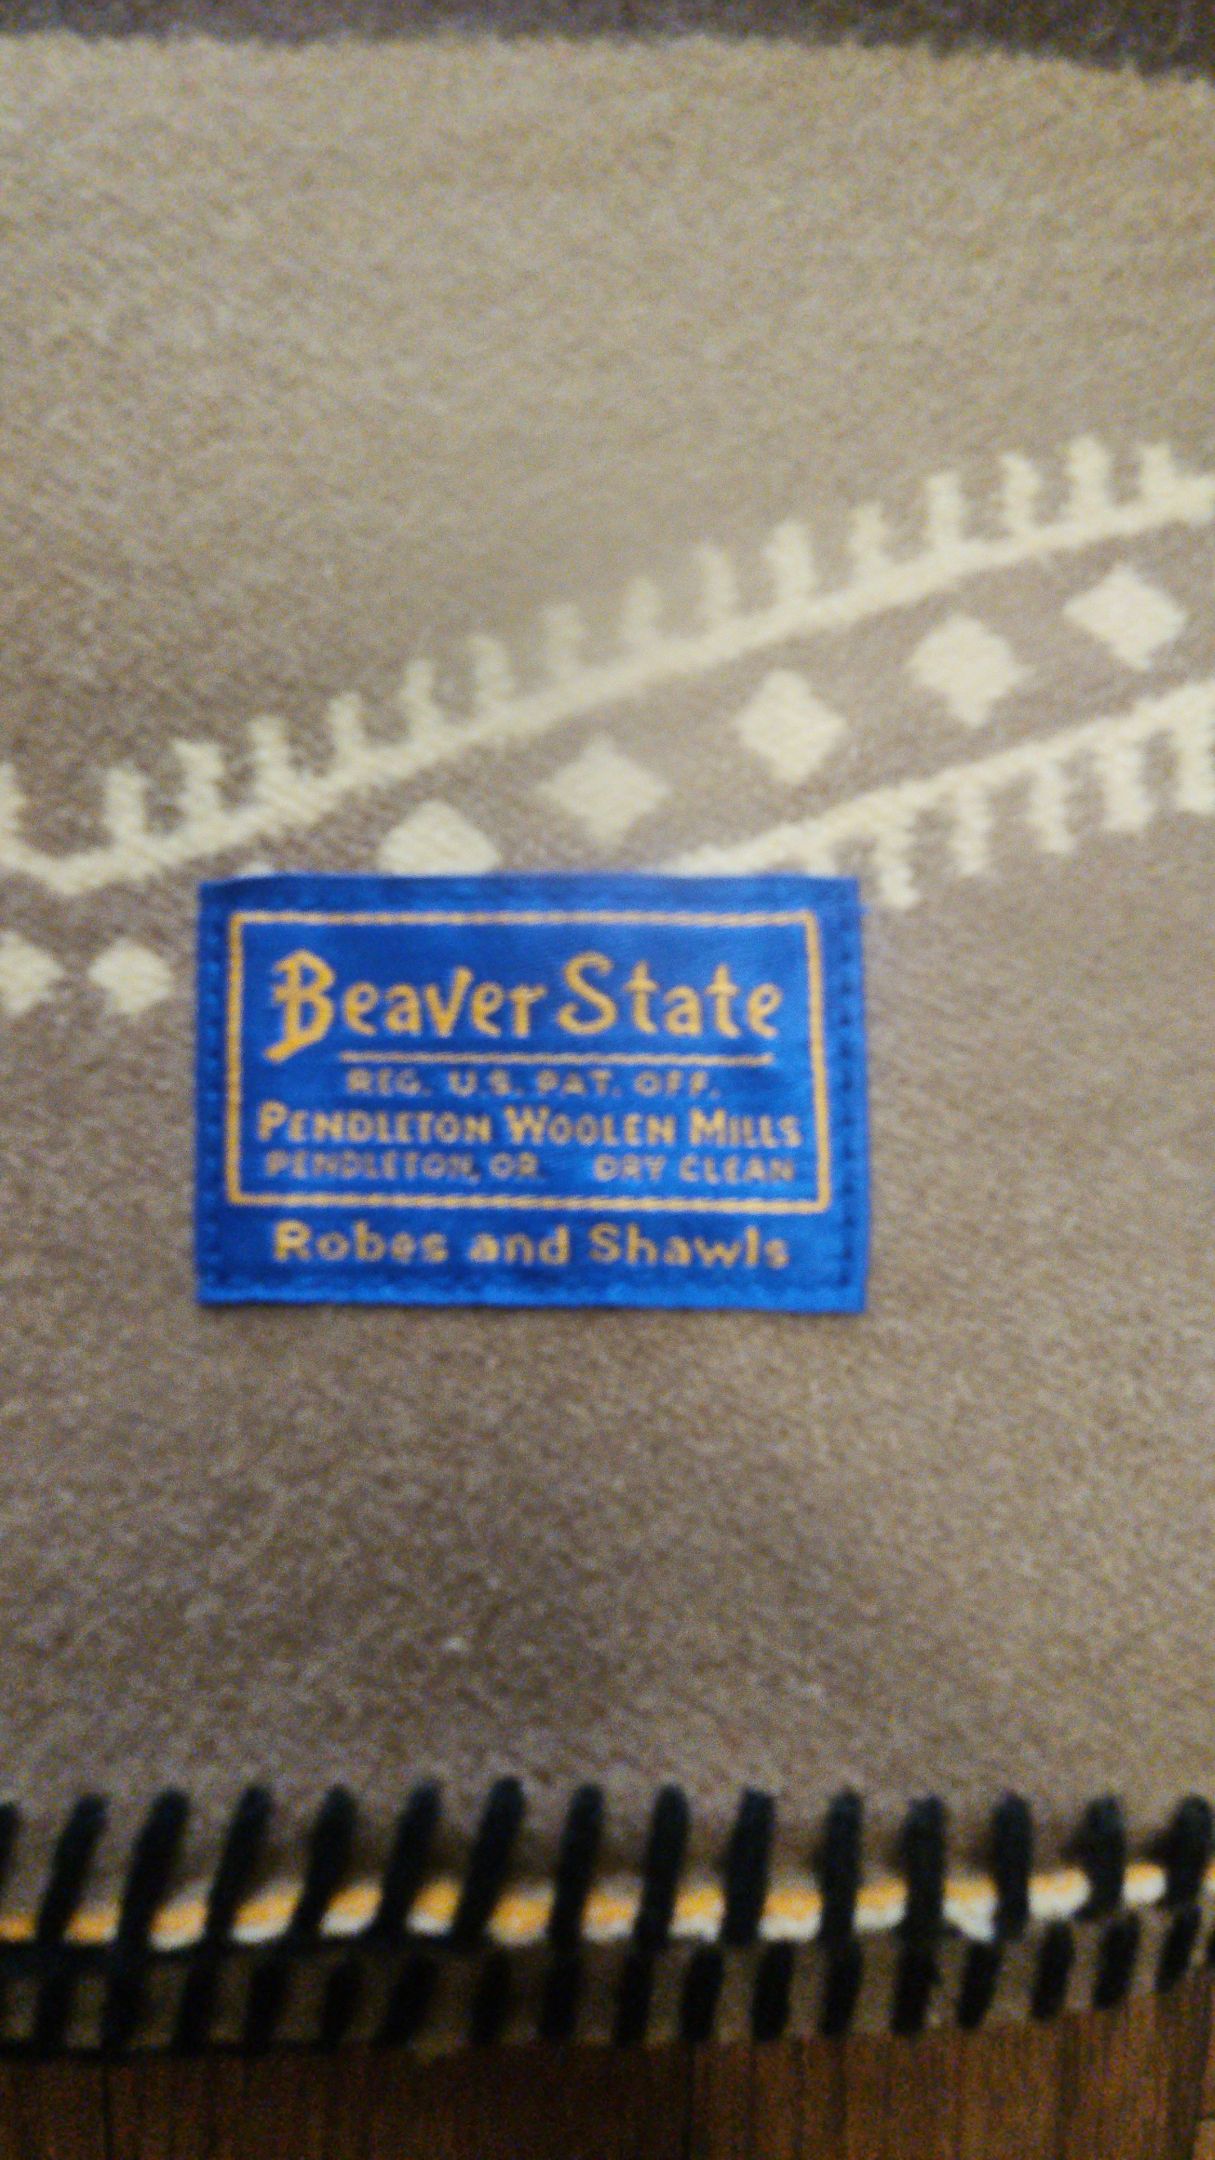 Beaver State
REG. U.S. PAT. OFF.
PENDLETON WOOLEN MILLS
PENDLETON, OR. DRY CLEAN
Robes and Shawls